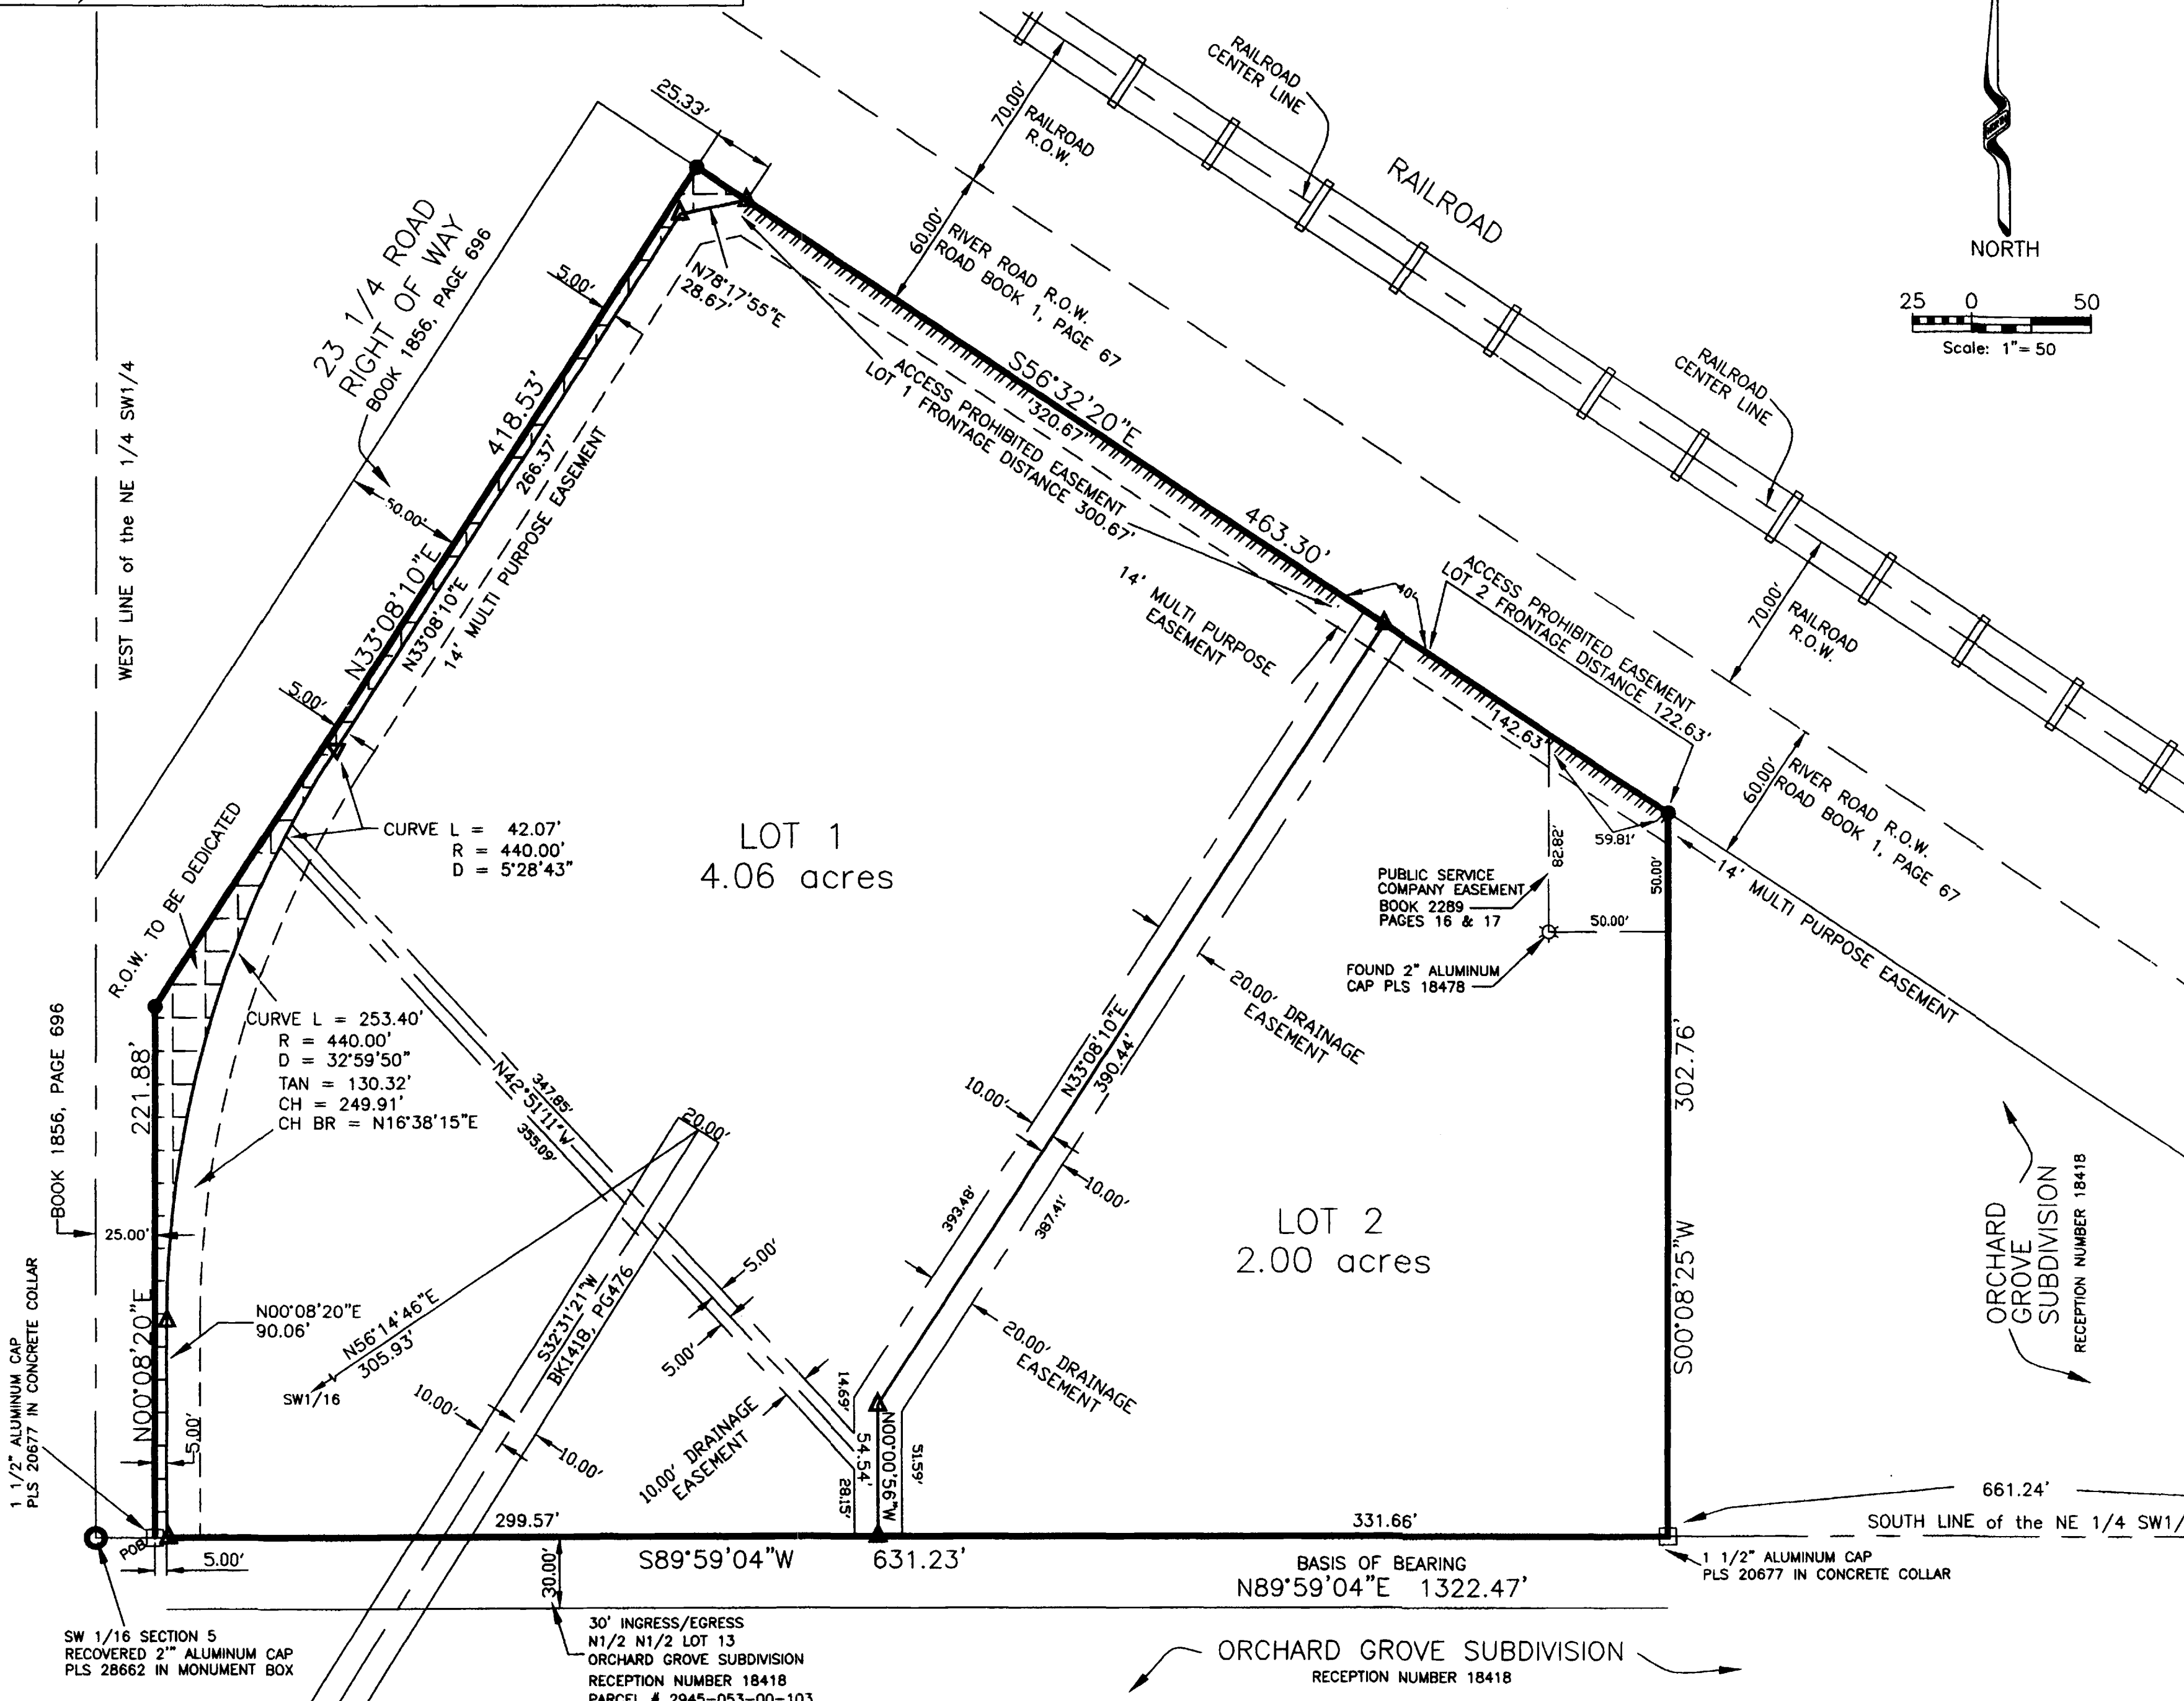 25.33'
70.00'
RAILROAD
CENTER LINE
RAILROAD
R.O.W.
RAILROAD
NORTH
25 0 50
Scale: 1"= 50
23 1/4 ROAD
RIGHT OF WAY
BOOK 1856, PAGE 696
5.00'
N78°17'55"E
28.67'
60.00'
RIVER ROAD R.O.W.
ROAD BOOK 1, PAGE 67
S56°32'20"E
320.67'
463.30'
ACCESS PROHIBITED EASEMENT
LOT 1 FRONTAGE DISTANCE 300.67'
WEST LINE of the NE 1/4 SW1/4
418.53'
266.37'
50.00'
N33°08'10"E
N33°08'10"E
14' MULTI PURPOSE EASEMENT
5.00'
14' MULTI PURPOSE
EASEMENT
40'
ACCESS PROHIBITED EASEMENT
LOT 2 FRONTAGE DISTANCE 122.63'
RAILROAD
CENTER LINE
70.00'
RAILROAD
R.O.W.
60.00'
RIVER ROAD R.O.W.
ROAD BOOK 1, PAGE 67
142.63'
59.81'
82.82'
50.00'
14' MULTI PURPOSE EASEMENT
PUBLIC SERVICE
COMPANY EASEMENT
BOOK 2289
PAGES 16 & 17
50.00'
FOUND 2" ALUMINUM
CAP PLS 18478
R.O.W. TO BE DEDICATED
CURVE L = 42.07'
R = 440.00'
D = 5°28'43"
LOT 1
4.06 acres
CURVE L = 253.40'
R = 440.00'
D = 32°59'50"
TAN = 130.32'
CH = 249.91'
CH BR = N16°38'15"E
BOOK 1856, PAGE 696
221.88'
25.00'
N00°08'20"E
N00°08'20"E
90.06'
347.85'
N42°51'11"W
355.09'
20.00'
N56°14'46"E
305.93'
SW1/16
S32°31'21"W
BK1418, PG476
10.00'
10.00'
5.00'
5.00'
10.00' DRAINAGE
EASEMENT
20.00' DRAINAGE
EASEMENT
N33°08'10"E
390.44'
10.00'
10.00'
393.48'
387.41'
20.00' DRAINAGE
EASEMENT
14.69'
54.54'
N00°00'56"W
51.59'
28.15'
LOT 2
2.00 acres
302.76'
S00°08'25"W
ORCHARD
GROVE
SUBDIVISION
RECEPTION NUMBER 18418
1 1/2" ALUMINUM CAP
PLS 20677 IN CONCRETE COLLAR
5.00'
POB
5.00'
299.57'
331.66'
S89°59'04"W 631.23'
BASIS OF BEARING
N89°59'04"E 1322.47'
661.24'
SOUTH LINE of the NE 1/4 SW1/
1 1/2" ALUMINUM CAP
PLS 20677 IN CONCRETE COLLAR
30.00'
SW 1/16 SECTION 5
RECOVERED 2'" ALUMINUM CAP
PLS 28662 IN MONUMENT BOX
30' INGRESS/EGRESS
N1/2 N1/2 LOT 13
ORCHARD GROVE SUBDIVISION
RECEPTION NUMBER 18418
PARCEL # 2945-053-00-103
ORCHARD GROVE SUBDIVISION
RECEPTION NUMBER 18418